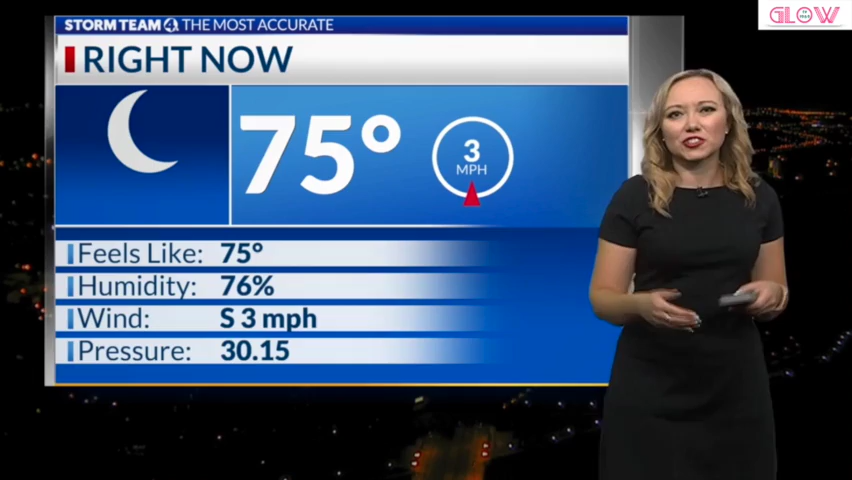 STORM TEAM 4 THE MOST ACCURATE
GLOW
RIGHT NOW
75°
3
MPH
Feels Like: 75°
Humidity: 76%
Wind: S 3 mph
Pressure: 30.15